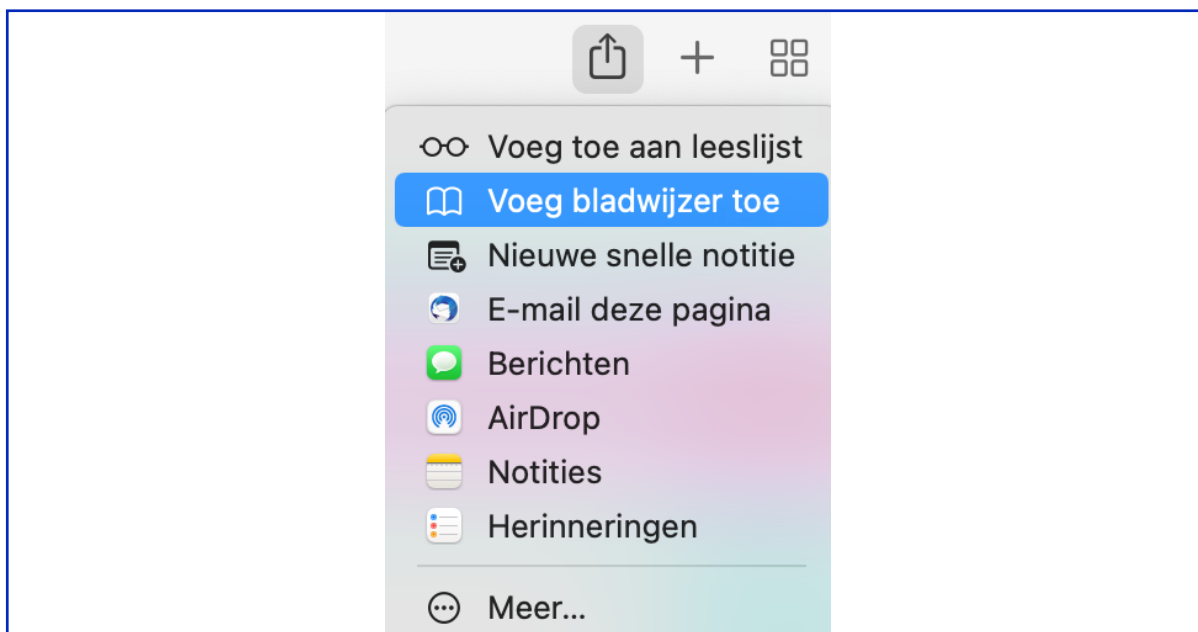 Voeg toe aan leeslijst
Voeg bladwijzer toe
Nieuwe snelle notitie
E-mail deze pagina
Berichten
AirDrop
Notities
Herinneringen
Meer...